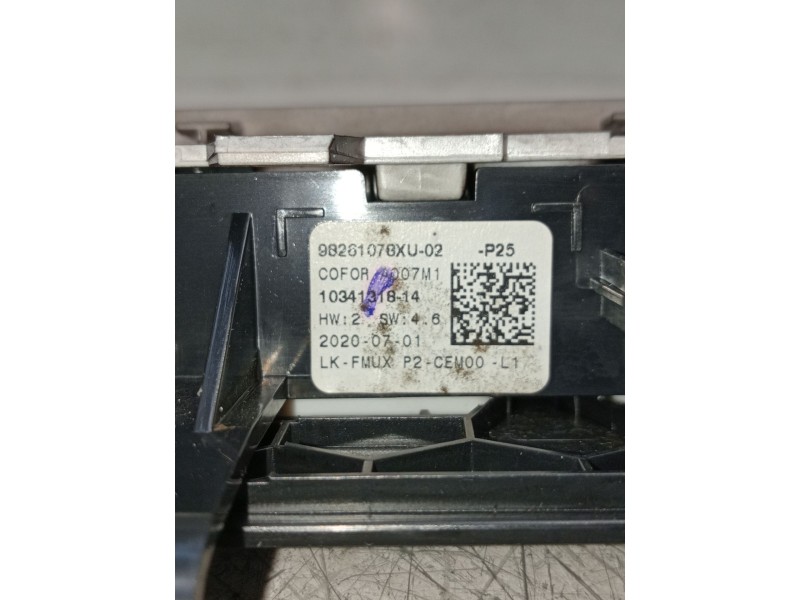 98261078XU-02 -P25
COFOR
10341318-14
HW:2 SW:4.6
2020-07-01
LK-FMUX P2-CEM00 -L1